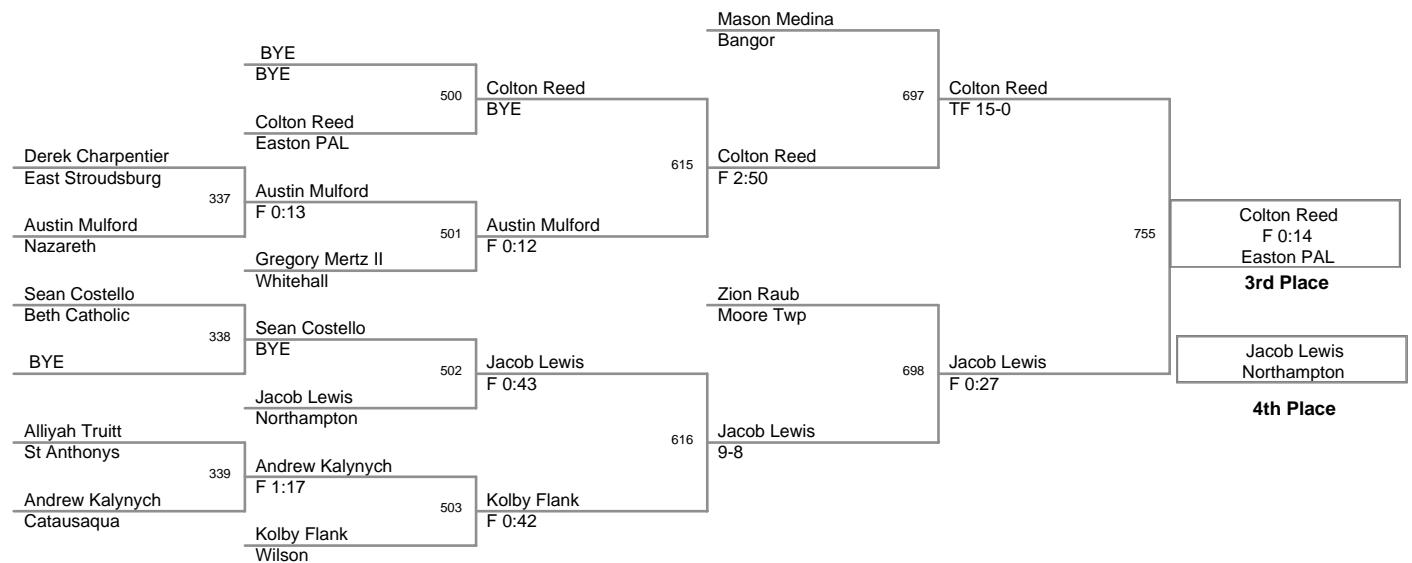 Mason Medina
Bangor
BYE
BYE
500
Colton Reed
BYE
697
Colton Reed
TF 15-0
Colton Reed
Easton PAL
Derek Charpentier
East Stroudsburg
615
Colton Reed
F 2:50
337
Austin Mulford
F 0:13
Austin Mulford
Nazareth
501
Austin Mulford
F 0:12
755
Colton Reed
F 0:14
Easton PAL
3rd Place
Gregory Mertz II
Whitehall
Sean Costello
Beth Catholic
Zion Raub
Moore Twp
338
Sean Costello
BYE
BYE
502
Jacob Lewis
F 0:43
698
Jacob Lewis
F 0:27
Jacob Lewis
Northampton
4th Place
Jacob Lewis
Northampton
Alliyah Truitt
St Anthonys
616
Jacob Lewis
9-8
339
Andrew Kalynych
F 1:17
Andrew Kalynych
Catausaqua
503
Kolby Flank
F 0:42
Kolby Flank
Wilson